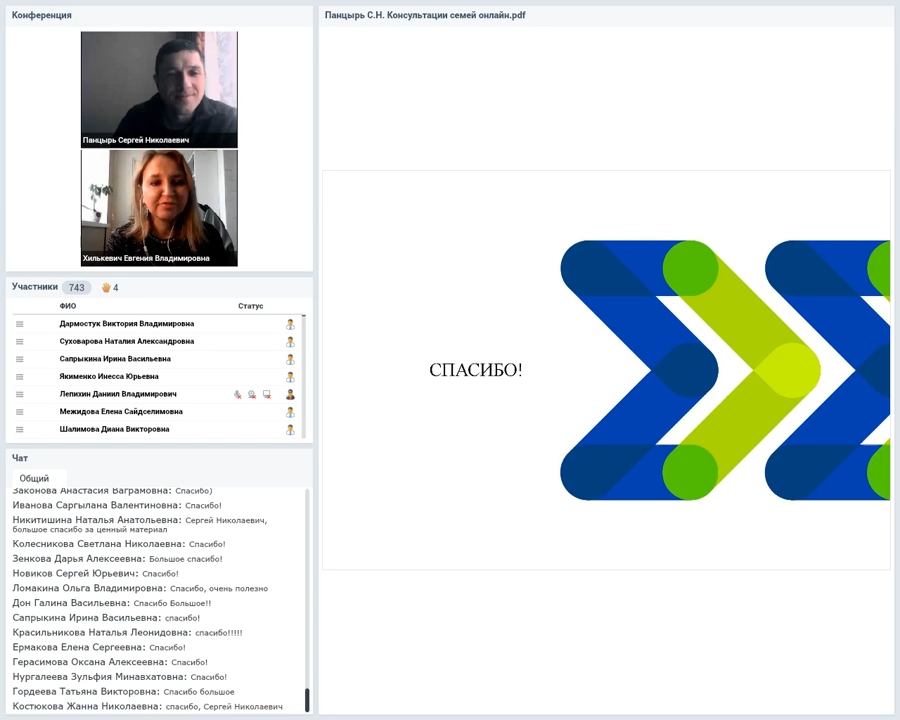 Конференция
Панцырь Сергей Николаевич
Хилькевич Евгения Владимировна
Участники 743 4
ФИО Статус
Дармостук Виктория Владимировна
Суховарова Наталия Александровна
Сапрыкина Ирина Васильевна
Якименко Инесса Юрьевна
Лепихин Даниил Владимирович
Межидова Елена Сайдселимовна
Шалимова Диана Викторовна
Чат
Общий
Законова Анастасия Ваграмовна: Спасибо)
Иванова Саргылана Валентиновна: Спасибо!
Никитишина Наталья Анатольевна: Сергей Николаевич,
большое спасибо за ценный материал
Колесникова Светлана Николаевна: Спасибо!
Зенкова Дарья Алексеевна: Большое спасибо!
Новиков Сергей Юрьевич: Спасибо!
Ломакина Ольга Владимировна: Спасибо, очень полезно
Дон Галина Васильевна: Спасибо Большое!!
Сапрыкина Ирина Васильевна: спасибо!
Красильникова Наталья Леонидовна: спасибо!!!!!
Ермакова Елена Сергеевна: Спасибо!
Герасимова Оксана Алексеевна: Спасибо!
Нургалеева Зульфия Минавхатовна: Спасибо!
Гордеева Татьяна Викторовна: Спасибо большое
Костюкова Жанна Николаевна: спасибо, Сергей Николаевич
Панцырь С.Н. Консультации семей онлайн.pdf
СПАСИБО!